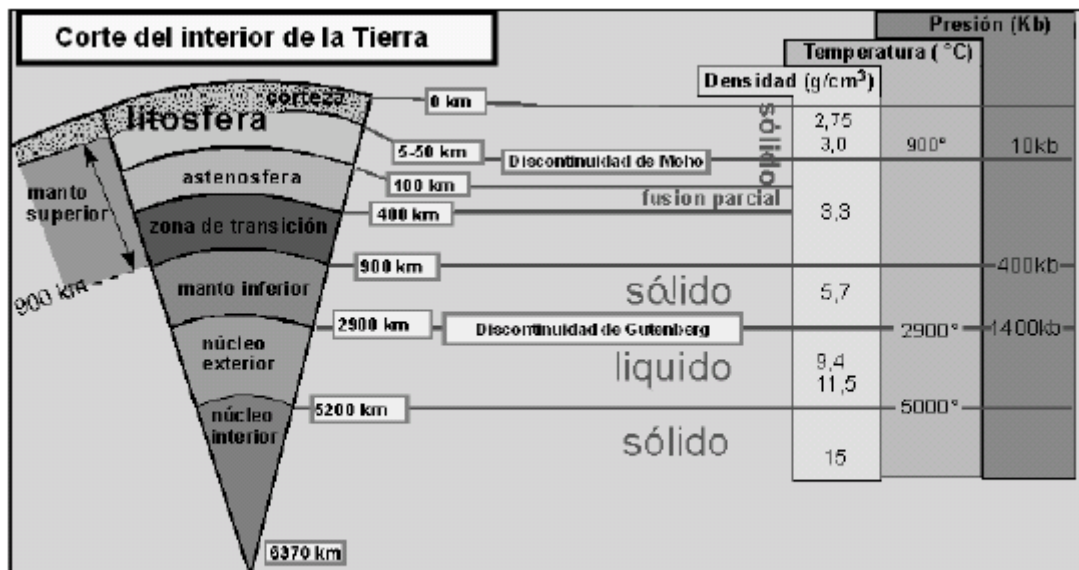 Corte del interior de la Tierra
Presión (Kb)
Temperatura ( °C)
Densidad (g/cm³)
corteza
litosfera
0 km
sólido
2,75
3,0
900°
10kb
5-50 km
Discontinuidad de Moho
manto
superior
astenosfera
100 km
fusion parcial
zona de transición
400 km
3,3
900 km
900 km
400kb
manto inferior
sólido
5,7
2900 km
Discontinuidad de Gutenberg
2900°
1400kb
núcleo
exterior
liquido
9,4
11,5
5200 km
5000°
núcleo
interior
sólido
15
6370 km